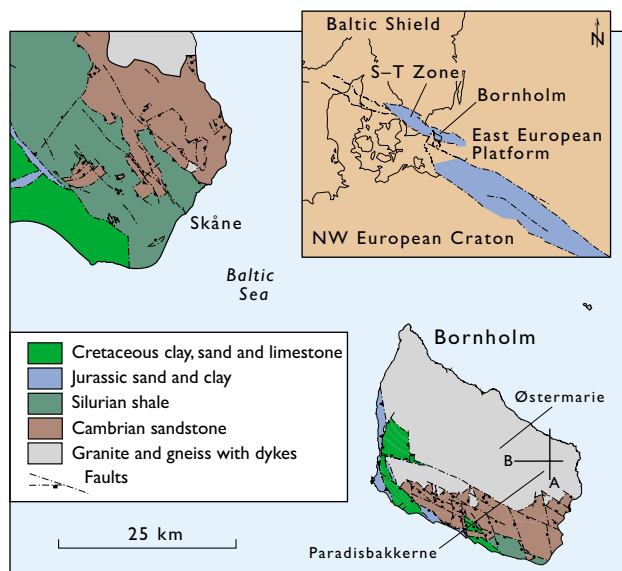 Baltic Shield
N
S–T Zone
Bornholm
East European
Platform
NW European Craton
Skåne
Baltic
Sea
Cretaceous clay, sand and limestone
Jurassic sand and clay
Silurian shale
Cambrian sandstone
Granite and gneiss with dykes
Faults
25 km
Bornholm
Østermarie
B
A
Paradisbakkerne